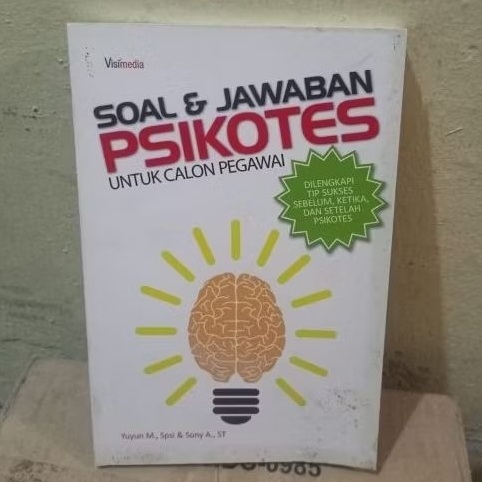 Visimedia
SOAL & JAWABAN
PSIKOTES
UNTUK CALON PEGAWAI
DILENGKAPI
TIP SUKSES
SEBELUM, KETIKA,
DAN SETELAH
PSIKOTES
Yuyun M., Spsi & Sony A., ST
-0985